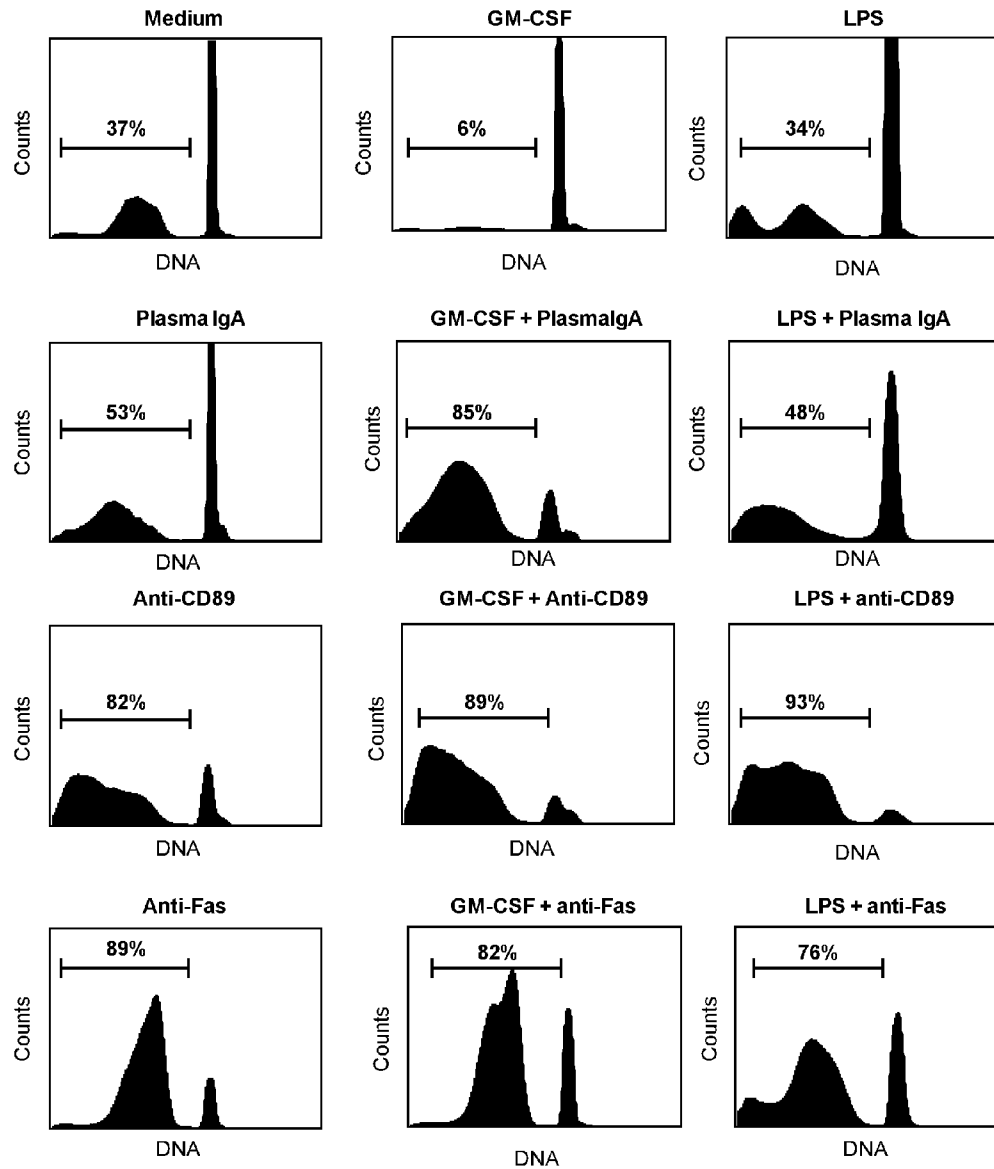 Medium
GM-CSF
LPS
Counts
37%
DNA
Counts
6%
DNA
Counts
34%
DNA
Plasma IgA
GM-CSF + PlasmaIgA
LPS + Plasma IgA
Counts
53%
DNA
Counts
85%
DNA
Counts
48%
DNA
Anti-CD89
GM-CSF + Anti-CD89
LPS + anti-CD89
Counts
82%
DNA
Counts
89%
DNA
Counts
93%
DNA
Anti-Fas
GM-CSF + anti-Fas
LPS + anti-Fas
Counts
89%
DNA
Counts
82%
DNA
Counts
76%
DNA